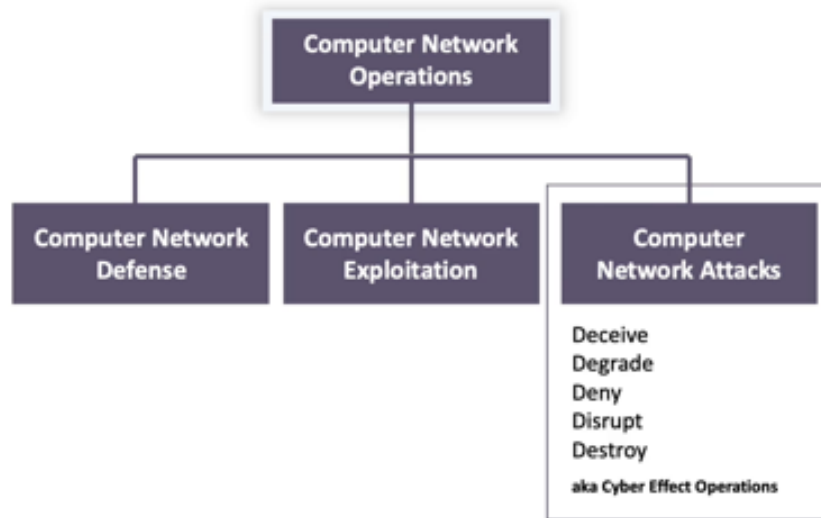 Computer Network
Operations
Computer Network
Defense
Computer Network
Exploitation
Computer
Network Attacks
Deceive
Degrade
Deny
Disrupt
Destroy
aka Cyber Effect Operations